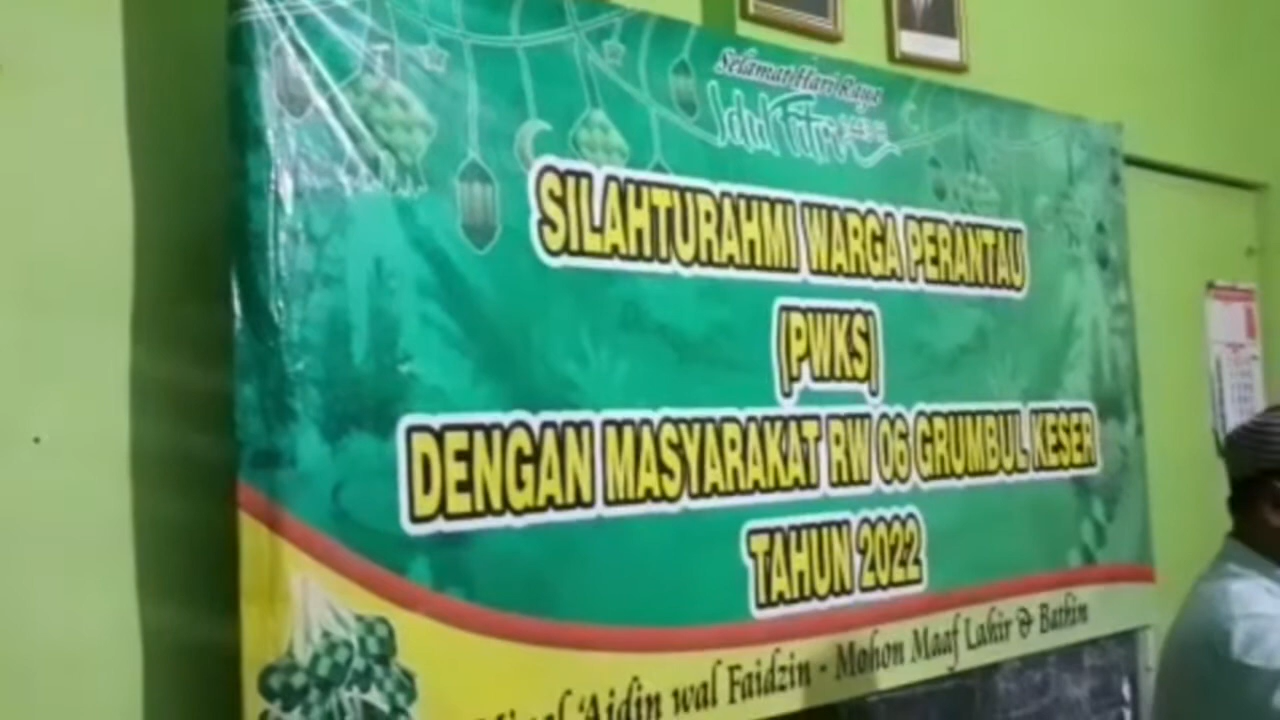 Selamat Hari Raya
Idul Fitri
SILAHTURAHMI WARGA PERANTAU
(PWKS)
DENGAN MASYARAKAT RW 06 GRUMBUL KESER
TAHUN 2022
'Aidin wal Faidzin - Mohon Maaf Lahir & Bathin